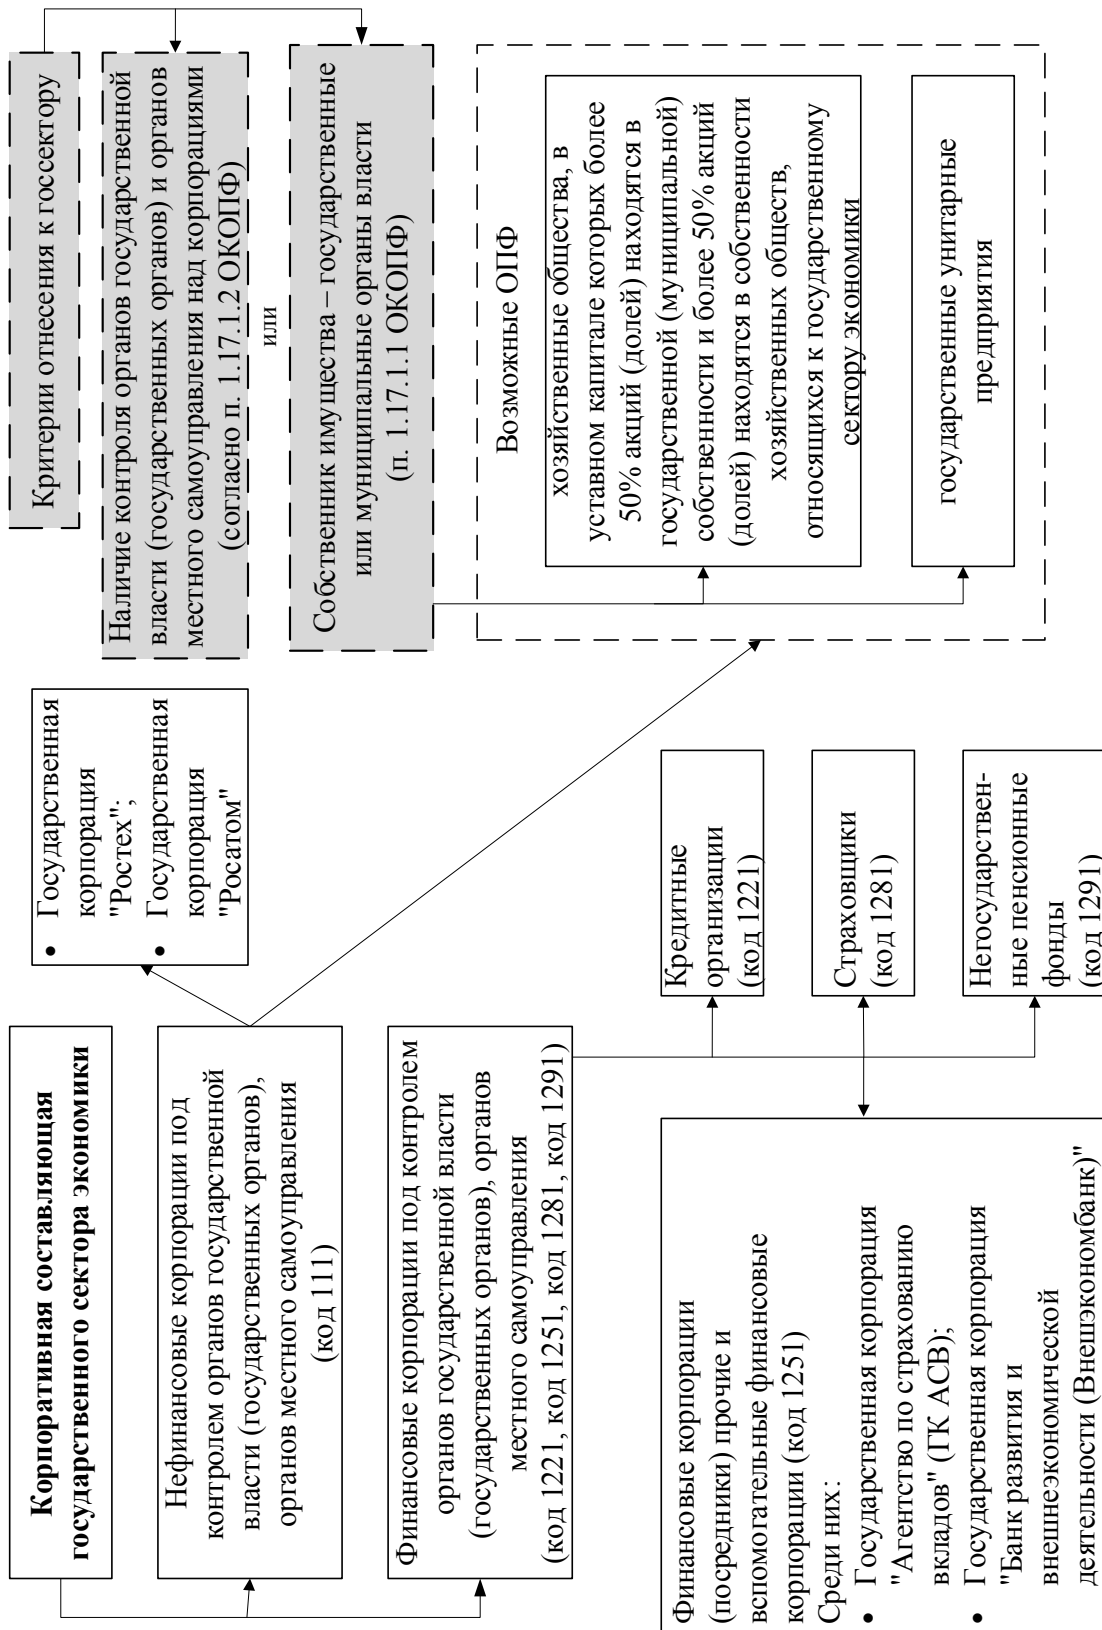 Корпоративная составляющая
государственного сектора экономики
Нефинансовые корпорации под
контролем органов государственной
власти (государственных органов),
органов местного самоуправления
(код 111)
Финансовые корпорации под контролем
органов государственной власти
(государственных органов), органов
местного самоуправления
(код 1221, код 1251, код 1281, код 1291)
Финансовые корпорации
(посредники) прочие и
вспомогательные финансовые
корпорации (код 1251)
Среди них:
• Государственная корпорация
"Агентство по страхованию
вкладов" (ГК АСВ);
• Государственная корпорация
"Банк развития и
внешнеэкономической
деятельности (Внешэкономбанк)"
• Государственная
корпорация
"Ростех";
• Государственная
корпорация
"Росатом"
Кредитные
организации
(код 1221)
Страховщики
(код 1281)
Негосударствен-
ные пенсионные
фонды
(код 1291)
Критерии отнесения к госсектору
Наличие контроля органов государственной
власти (государственных органов) и органов
местного самоуправления над корпорациями
(согласно п. 1.17.1.2 ОКОПФ)
или
Собственник имущества – государственные
или муниципальные органы власти
(п. 1.17.11.1 ОКОПФ)
Возможные ОПФ
хозяйственные общества, в
уставном капитале которых более
50% акций (долей) находятся в
государственной (муниципальной)
собственности и более 50% акций
(долей) находятся в собственности
хозяйственных обществ,
относящихся к государственному
сектору экономики
государственные унитарные
предприятия